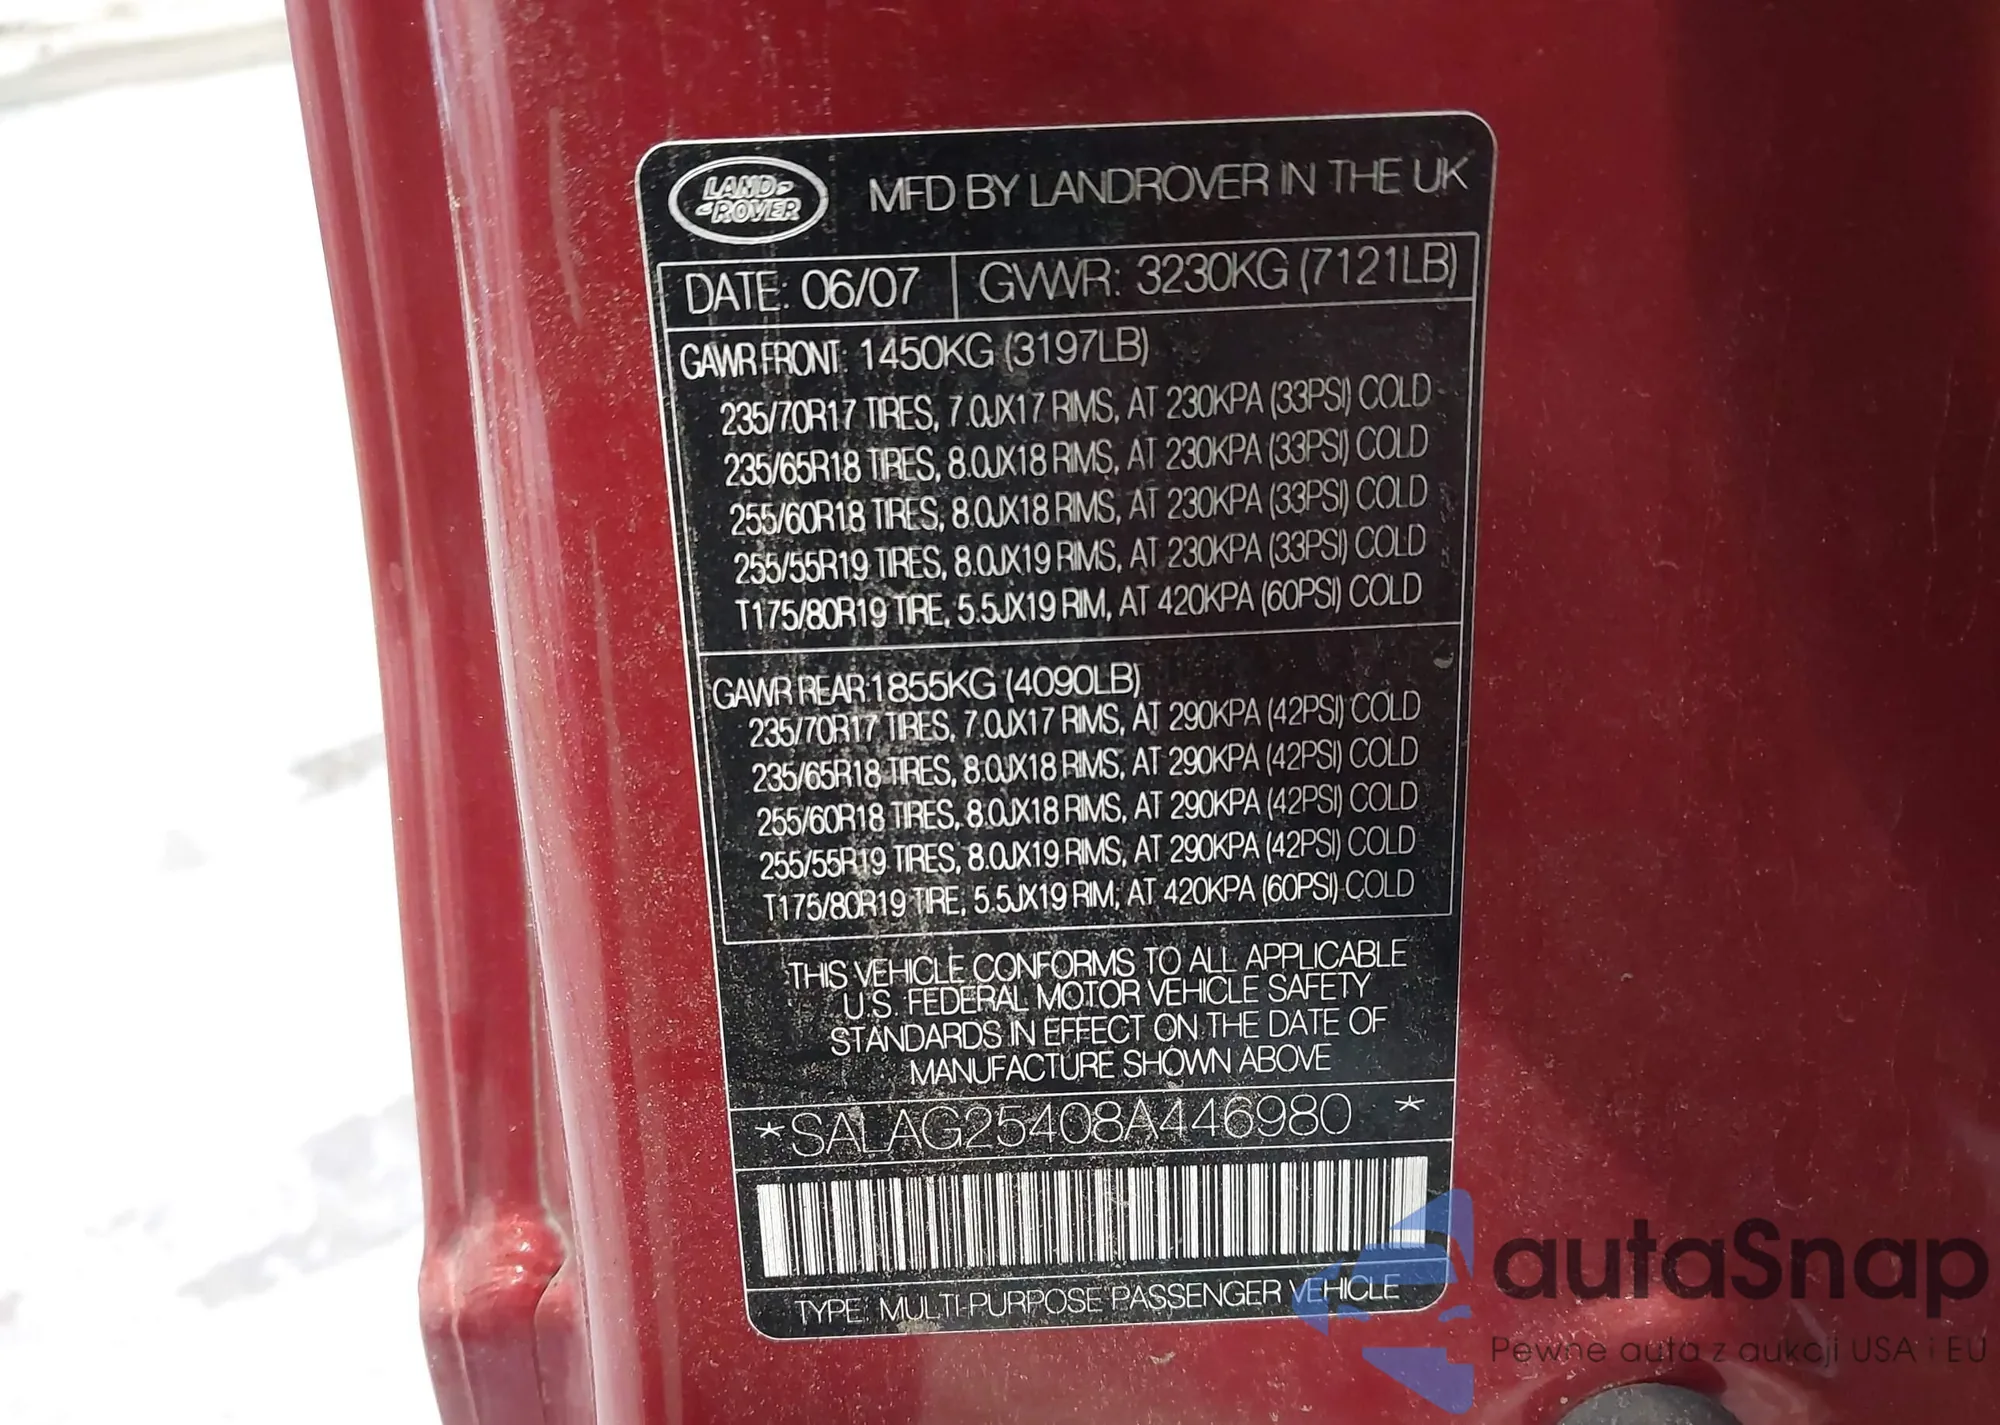 LAND-
-ROVER
MFD BY LANDROVER IN THE UK
DATE: 06/07 GVWR: 3230KG (7121LB)
GAWR FRONT: 1450KG (3197LB)
235/70R17 TIRES, 7.0JX17 RIMS, AT 230KPA (33PSI) COLD
235/65R18 TIRES, 8.0JX18 RIMS, AT 230KPA (33PSI) COLD
255/60R18 TIRES, 8.0JX18 RIMS, AT 230KPA (33PSI) COLD
255/55R19 TIRES, 8.0JX19 RIMS, AT 230KPA (33PSI) COLD
T175/80R19 TIRE, 5.5JX19 RIM, AT 420KPA (60PSI) COLD
GAWR REAR: 1855KG (4090LB)
235/70R17 TIRES, 7.0JX17 RIMS, AT 290KPA (42PSI) COLD
235/65R18 TIRES, 8.0JX18 RIMS, AT 290KPA (42PSI) COLD
255/60R18 TIRES, 8.0JX18 RIMS, AT 290KPA (42PSI) COLD
255/55R19 TIRES, 8.0JX19 RIMS, AT 290KPA (42PSI) COLD
T175/80R19 TIRE, 5.5JX19 RIM, AT 420KPA (60PSI) COLD
THIS VEHICLE CONFORMS TO ALL APPLICABLE
U.S. FEDERAL MOTOR VEHICLE SAFETY
STANDARDS IN EFFECT ON THE DATE OF
MANUFACTURE SHOWN ABOVE
*SALAG25408A446980 *
TYPE: MULTI-PURPOSE PASSENGER VEHICLE
autaSnap
Pewne auta z aukcji USA i EU